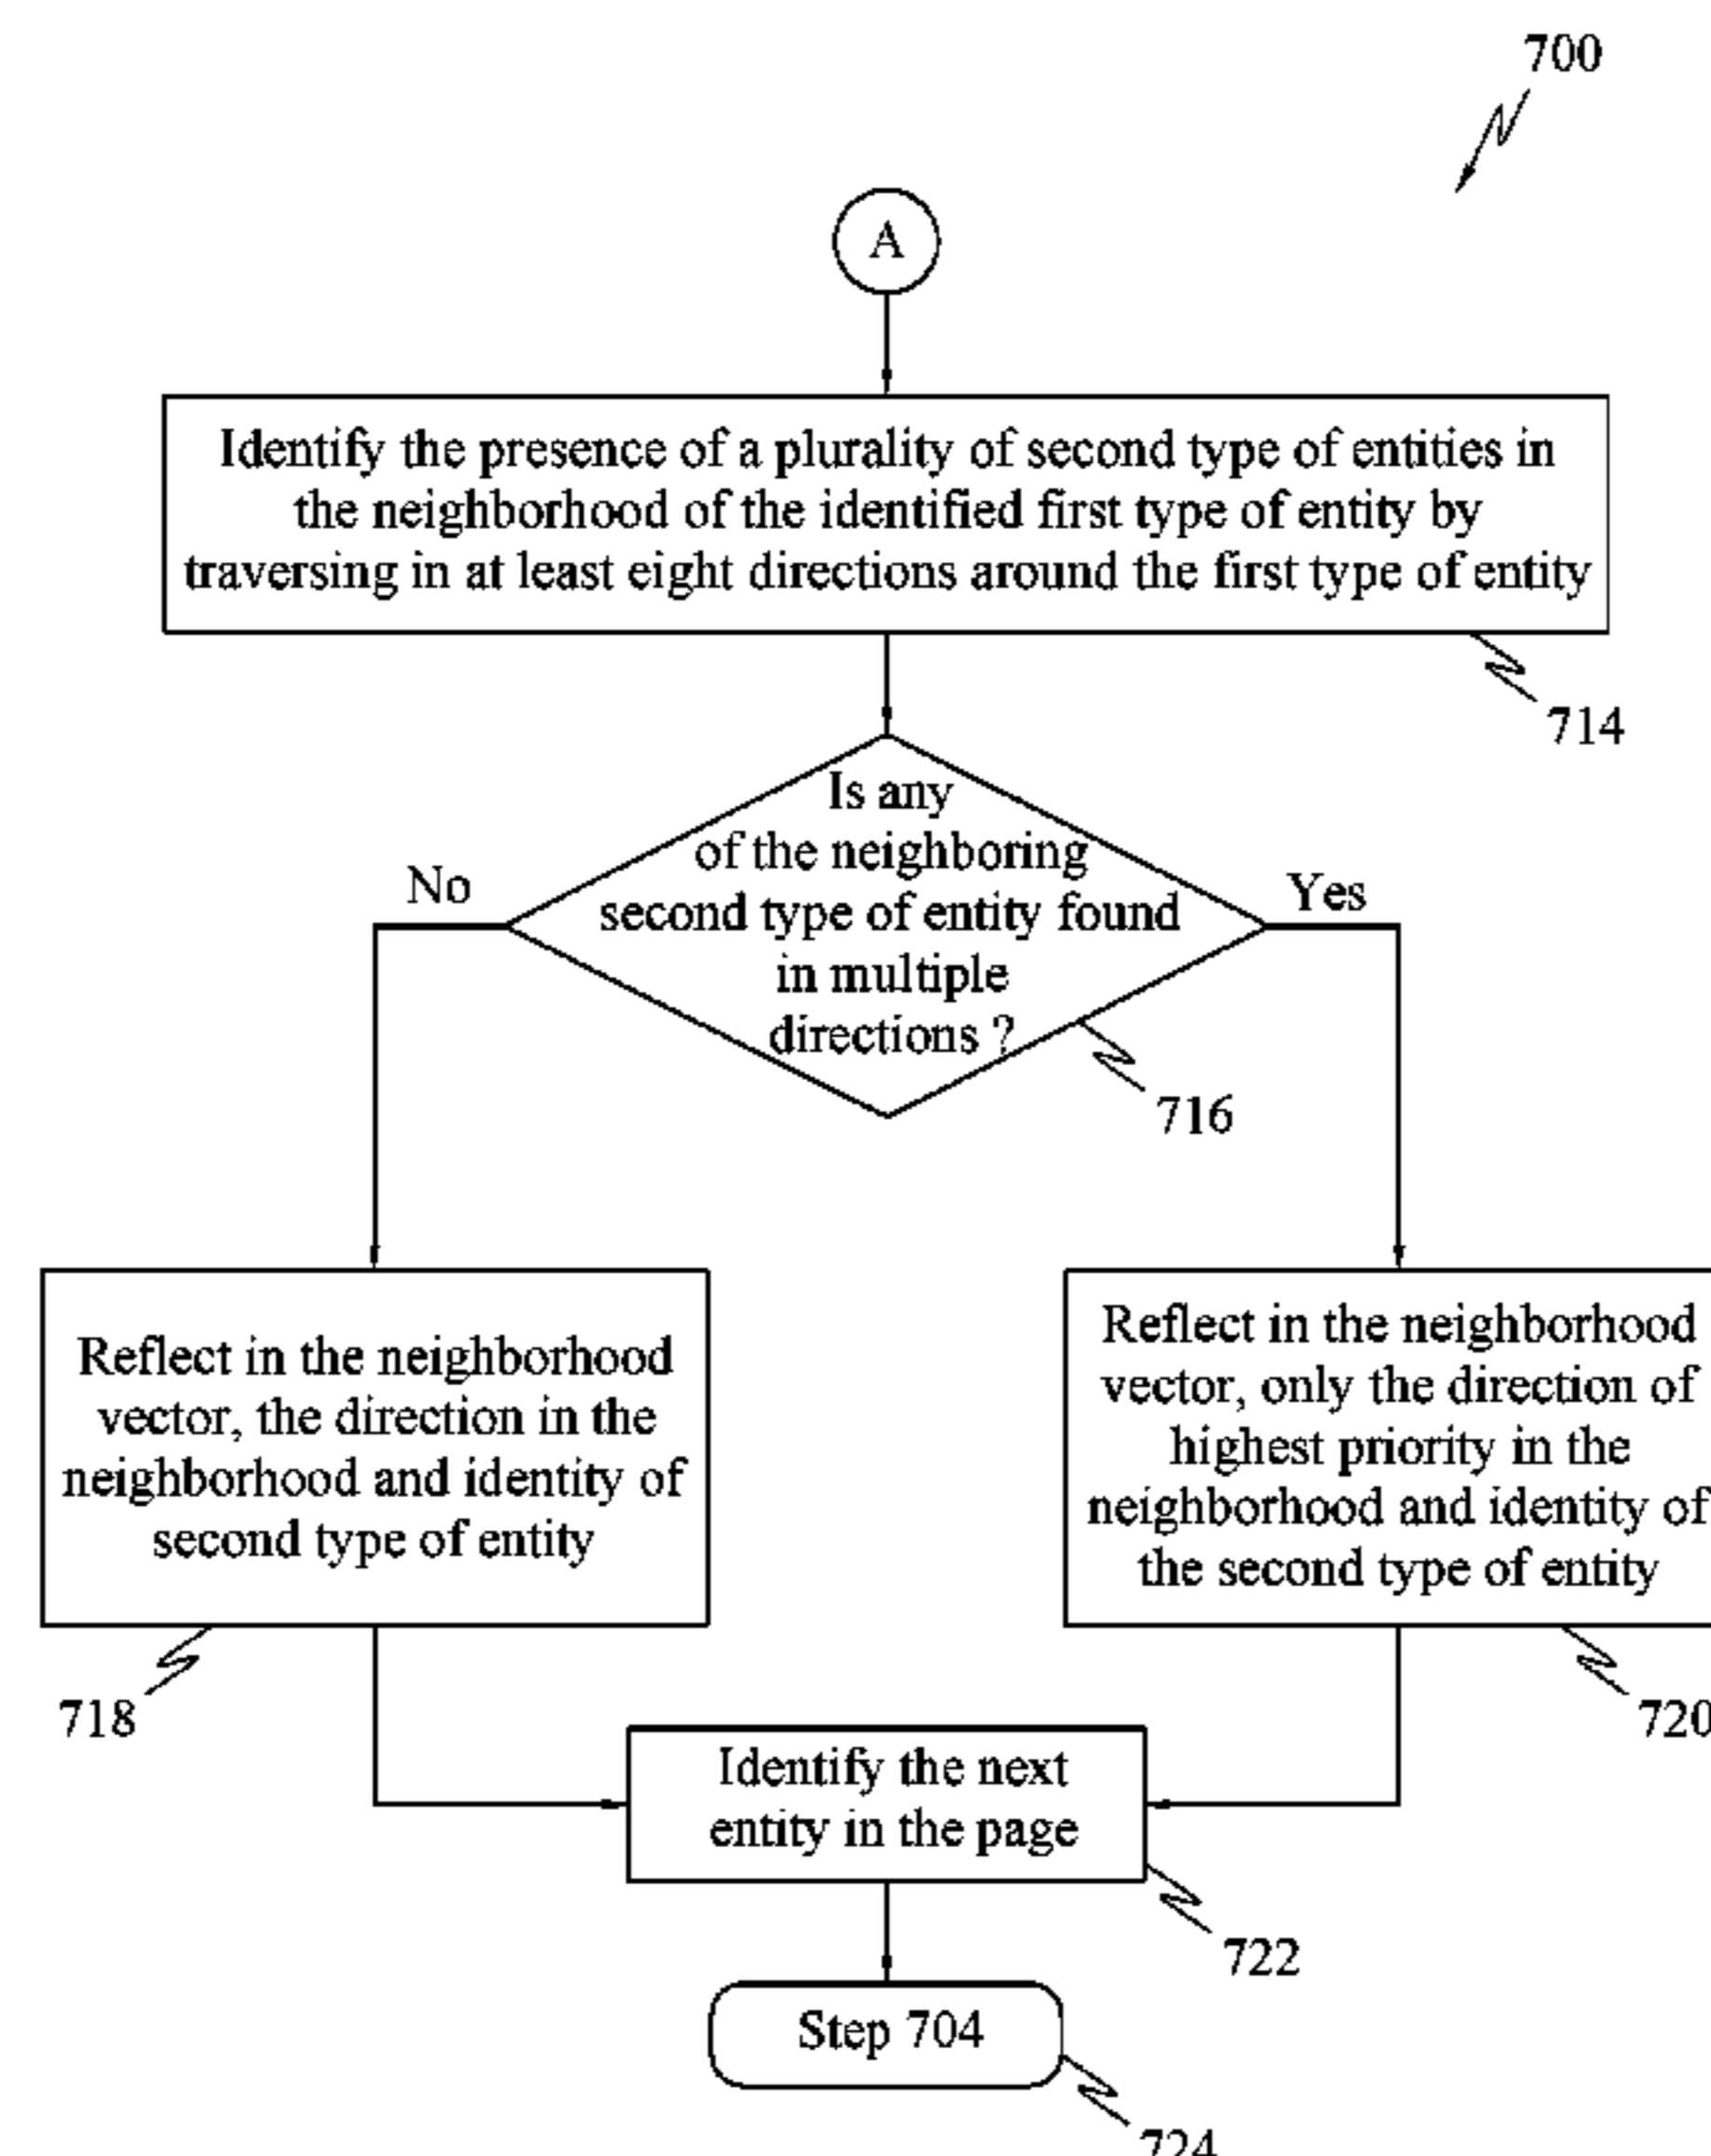 700
A
Identify the presence of a plurality of second type of entities in
the neighborhood of the identified first type of entity by
traversing in at least eight directions around the first type of entity
714
Is any
of the neighboring
second type of entity found
in multiple
directions ?
No
Yes
716
Reflect in the neighborhood
vector, the direction in the
neighborhood and identity of
second type of entity
718
Reflect in the neighborhood
vector, only the direction of
highest priority in the
neighborhood and identity of
the second type of entity
720
Identify the next
entity in the page
722
Step 704
724